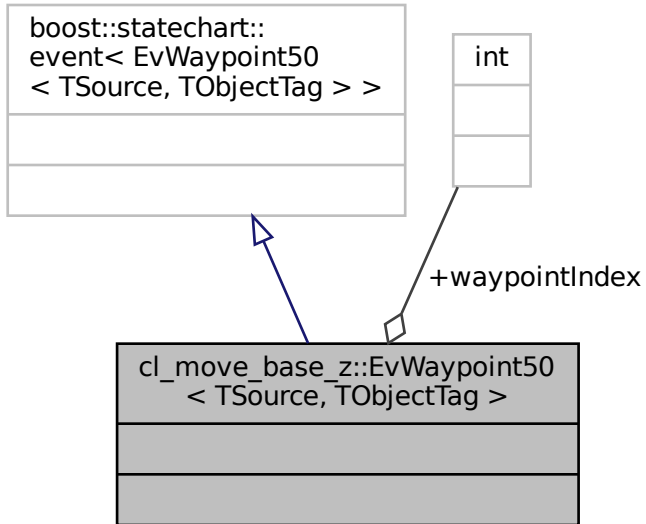 boost::statechart::
event< EvWaypoint50
< TSource, TObjectTag > >
int
+waypointIndex
cl_move_base_z::EvWaypoint50
< TSource, TObjectTag >